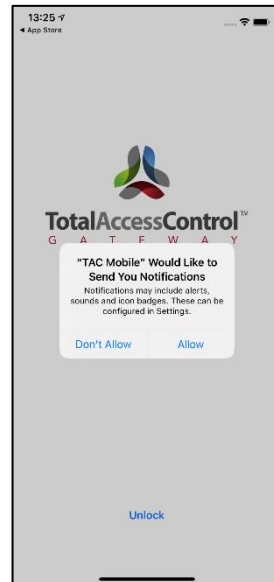 13:25
◀ App Store
TotalAccessControl™
GATEWAY
"TAC Mobile" Would Like to
Send You Notifications
Notifications may include alerts,
sounds and icon badges. These can be
configured in Settings.
Don't Allow
Allow
Unlock